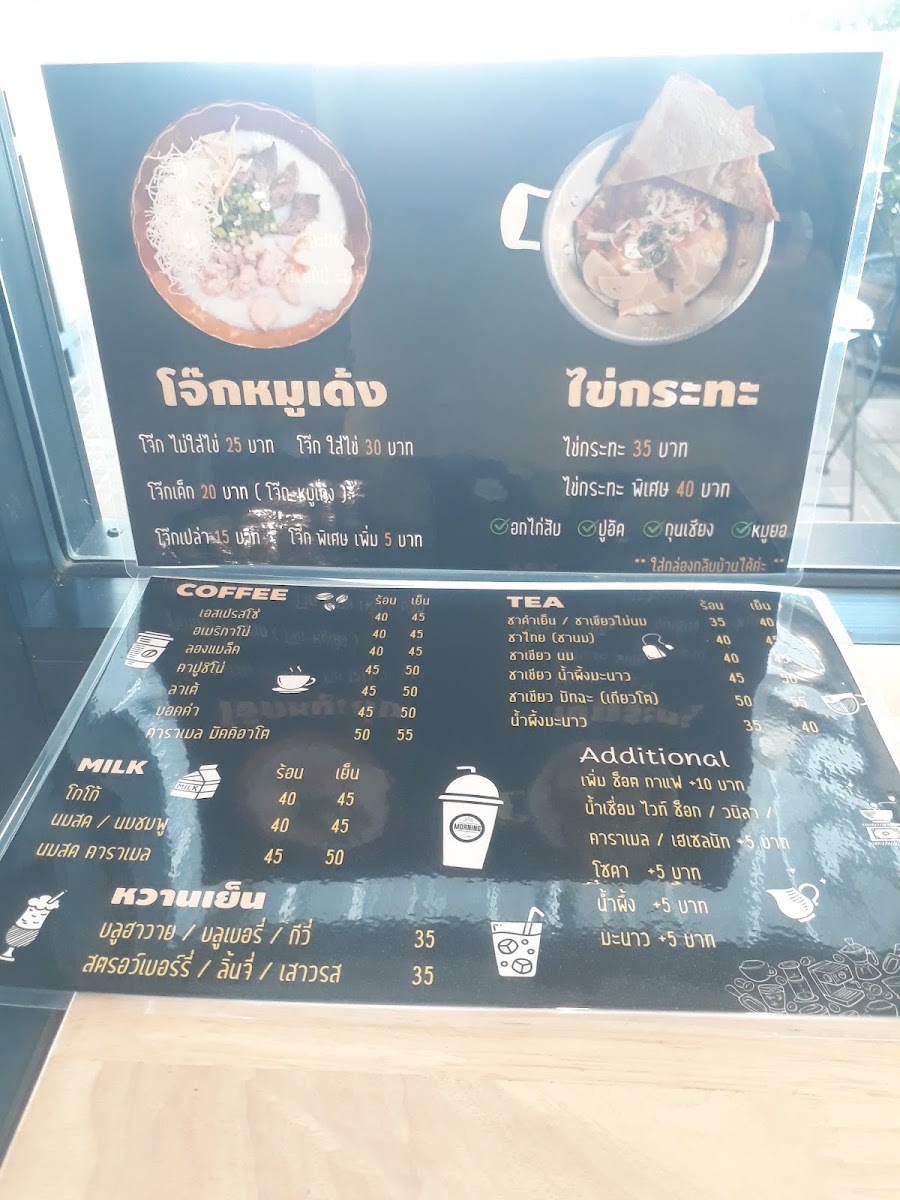 โจ๊กหมูเด้ง
โจ๊ก ไม่ใส่ไข่ 25 บาท โจ๊ก ใส่ไข่ 30 บาท
โจ๊กเด็ก 20 บาท ( โจ๊ก+หมูเด้ง )
โจ๊กเปล่า 15 บาท โจ๊ก พิเศษ เพิ่ม 5 บาท
ไข่กระทะ
ไข่กระทะ 35 บาท
ไข่กระทะ พิเศษ 40 บาท
อกไก่สับ ปูอัด กุนเชียง หมูยอ
** ใส่กล่องกลับบ้านได้ค่ะ **
COFFEE ร้อน เย็น
เอสเปรสโซ่ 40 45
อเมริกาโน่ 40 45
ลองแบล็ค 40 45
คาปูชิโน่ 45 50
ลาเต้ 45 50
มอคค่า 45 50
คาราเมล มัคคิอาโต 50 55
TEA ร้อน เย็น
ชาดำเย็น / ชาเขียวไม่นม 35 40
ชาไทย (ชานม) 40 45
ชาเขียว นม 40
ชาเขียว น้ำผึ้งมะนาว 45 50
ชาเขียว มัทฉะ (เกียวโต) 50 55
น้ำผึ้งมะนาว 35 40
MILK ร้อน เย็น
โกโก้ 40 45
นมสด / นมชมพู 40 45
นมสด คาราเมล 45 50
MILK
MORNING
Additional
เพิ่ม ช็อต กาแฟ +10 บาท
น้ำเชื่อม ไวท์ ช็อก / วนิลา /
คาราเมล / เฮเซลนัท +5 บาท
โซดา +5 บาท
น้ำผึ้ง +5 บาท
มะนาว +5 บาท
หวานเย็น
บลูฮาวาย / บลูเบอรี่ / กีวี่ 35
สตรอว์เบอร์รี่ / ลิ้นจี่ / เสาวรส 35